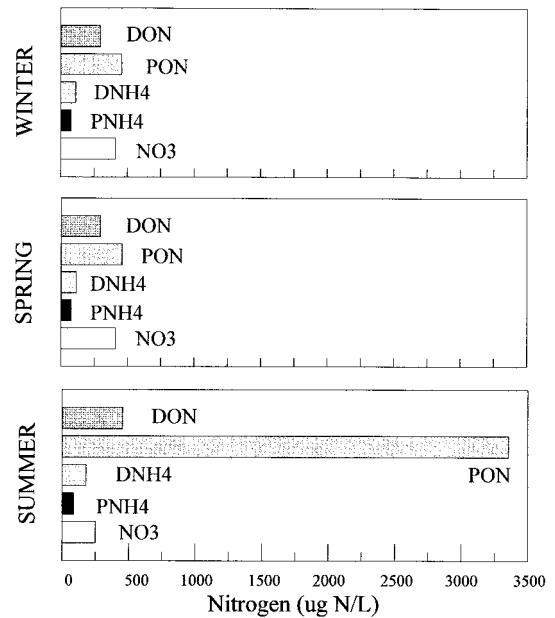 WINTER
DON
PON
DNH4
PNH4
NO3
SPRING
DON
PON
DNH4
PNH4
NO3
SUMMER
DON
PON
DNH4
PNH4
NO3
0 500 1000 1500 2000 2500 3000 3500
Nitrogen (ug N/L)